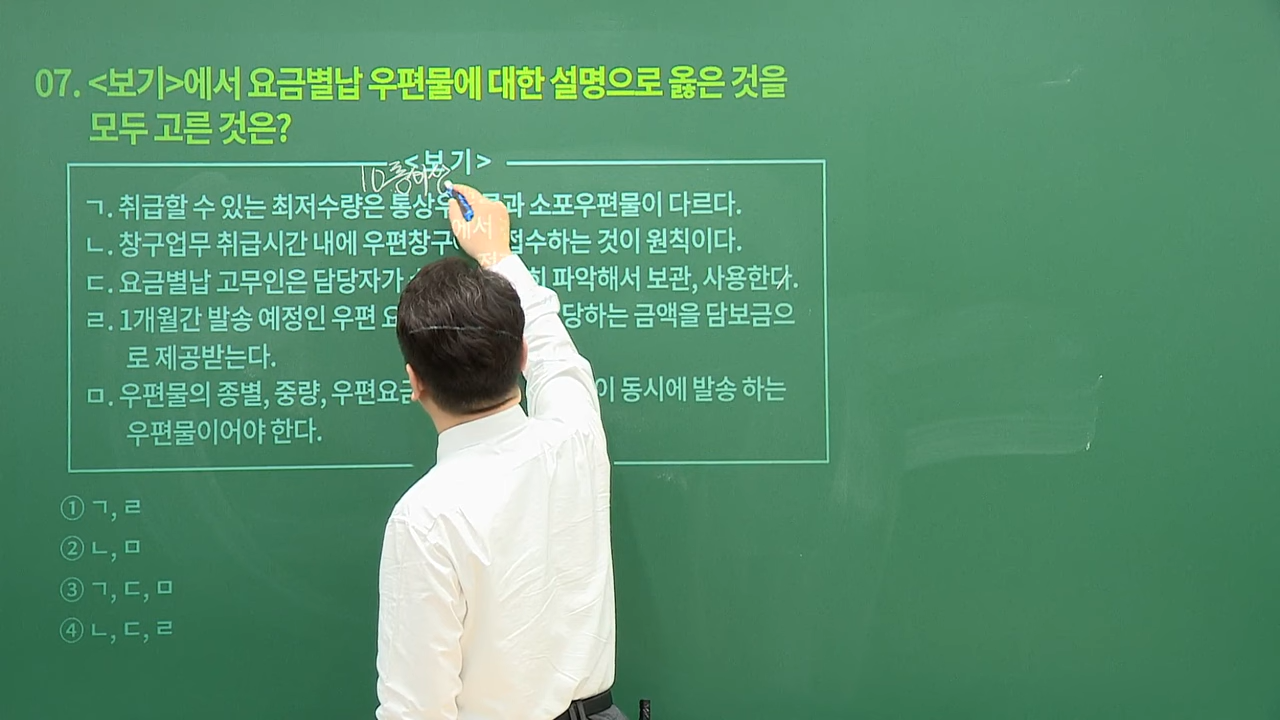 07. <보기>에서 요금별납 우편물에 대한 설명으로 옳은 것을
모두 고른 것은?
<보기>
10통이상
ㄱ. 취급할 수 있는 최저수량은 통상우 과 소포우편물이 다르다.
ㄴ. 창구업무 취급시간 내에 우편창구에서 접수하는 것이 원칙이다.
ㄷ. 요금별납 고무인은 담당자가 파악해서 보관, 사용한다.
ㄹ. 1개월간 발송 예정인 우편 요 당하는 금액을 담보금으
로 제공받는다.
ㅁ. 우편물의 종별, 중량, 우편요금 이 동시에 발송 하는
우편물이어야 한다.
① ㄱ, ㄹ
② ㄴ, ㅁ
③ ㄱ, ㄷ, ㅁ
④ ㄴ, ㄷ, ㄹ